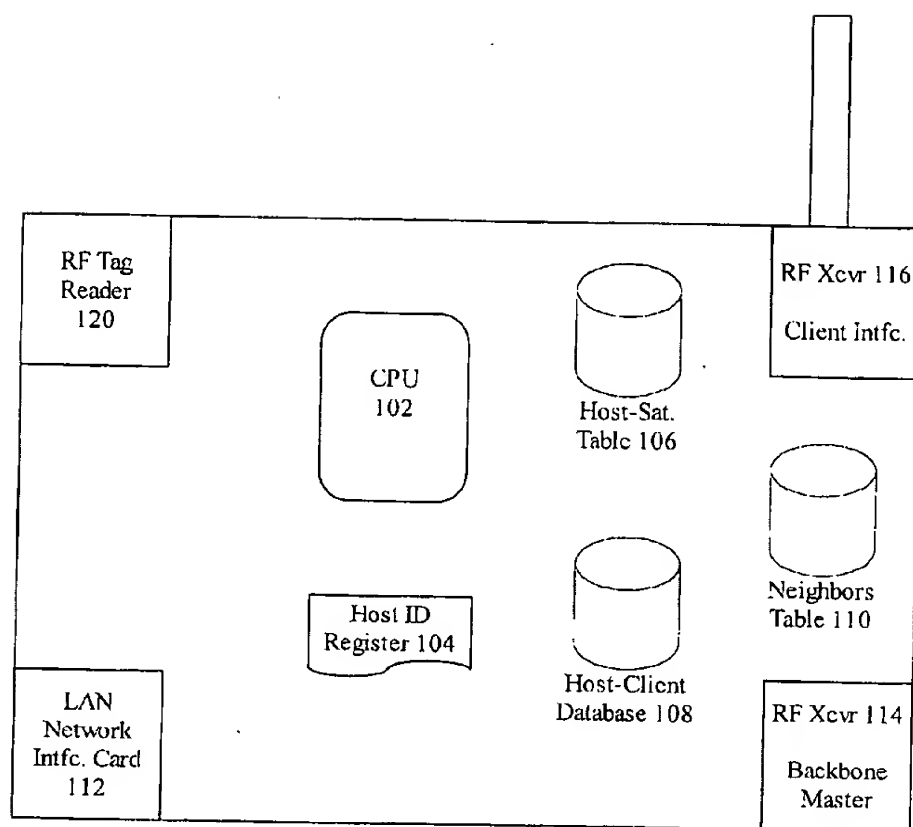 RF Tag
Reader
120
RF Xcvr 116
Client Intfc.
CPU
102
Host-Sat.
Table 106
Neighbors
Table 110
Host ID
Register 104
Host-Client
Database 108
LAN
Network
Intfc. Card
112
RF Xcvr 114
Backbone
Master